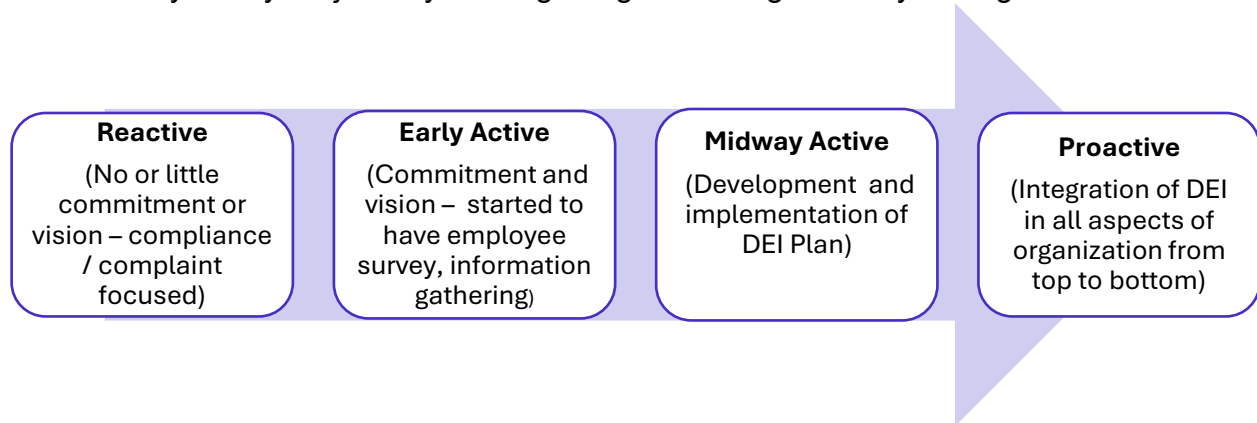 Reactive
(No or little
commitment or
vision – compliance
/ complaint
focused)
Early Active
(Commitment and
vision – started to
have employee
survey, information
gathering)
Midway Active
(Development and
implementation of
DEI Plan)
Proactive
(Integration of DEI
in all aspects of
organization from
top to bottom)